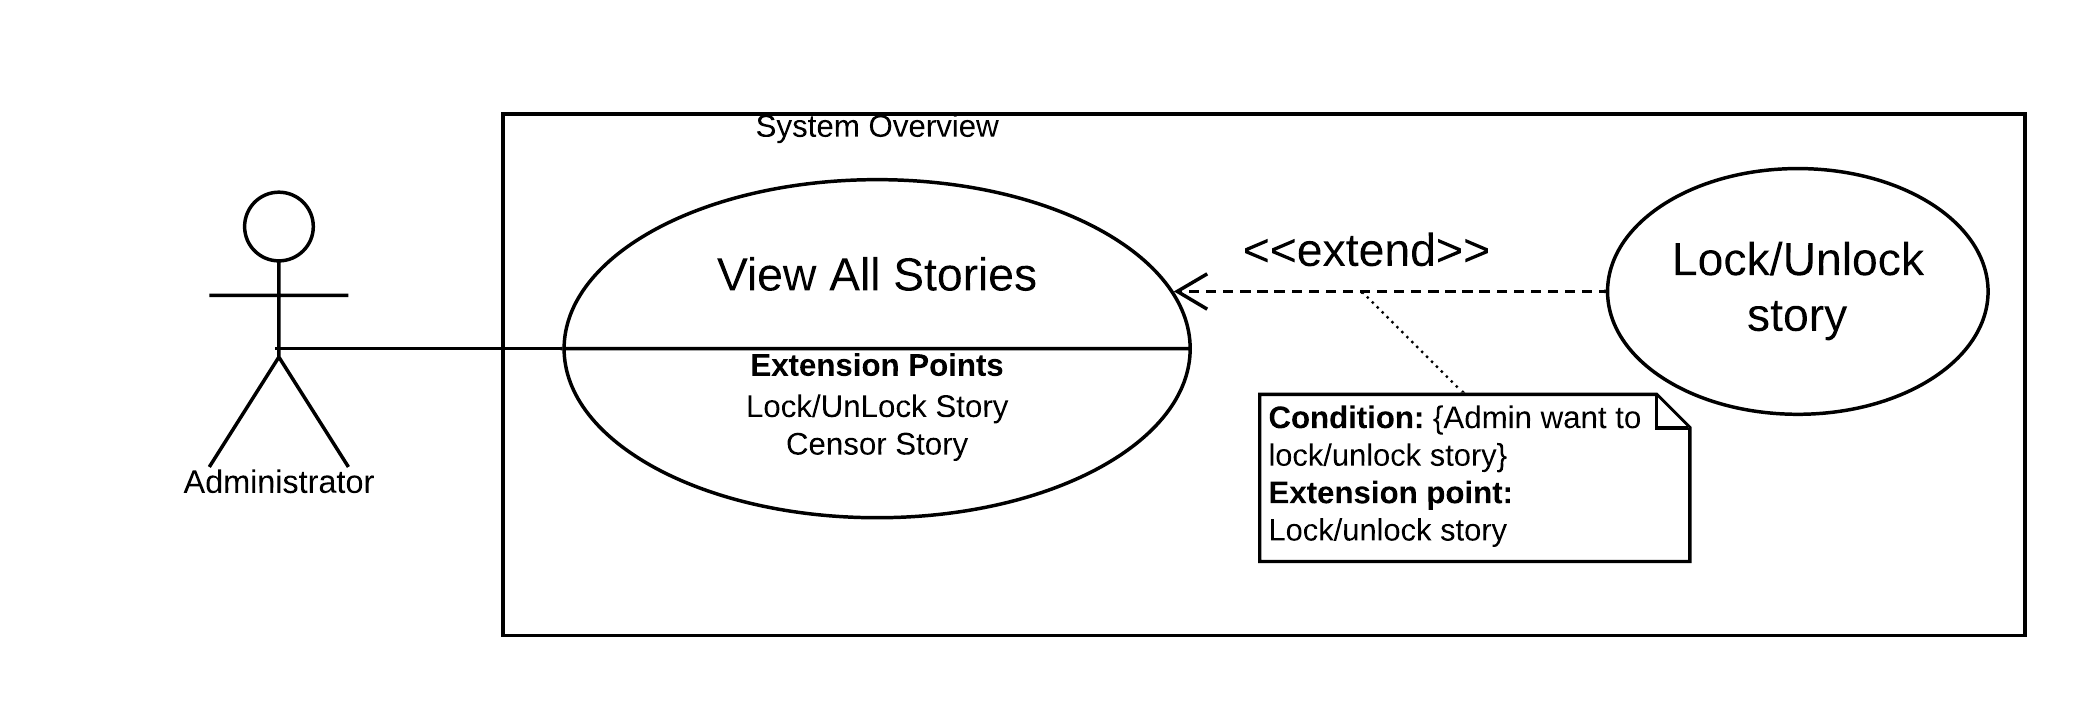 System Overview
View All Stories
Extension Points
Lock/UnLock Story
Censor Story
<<extend>>
Lock/Unlock
story
Condition: {Admin want to
lock/unlock story}
Extension point:
Lock/unlock story
Administrator